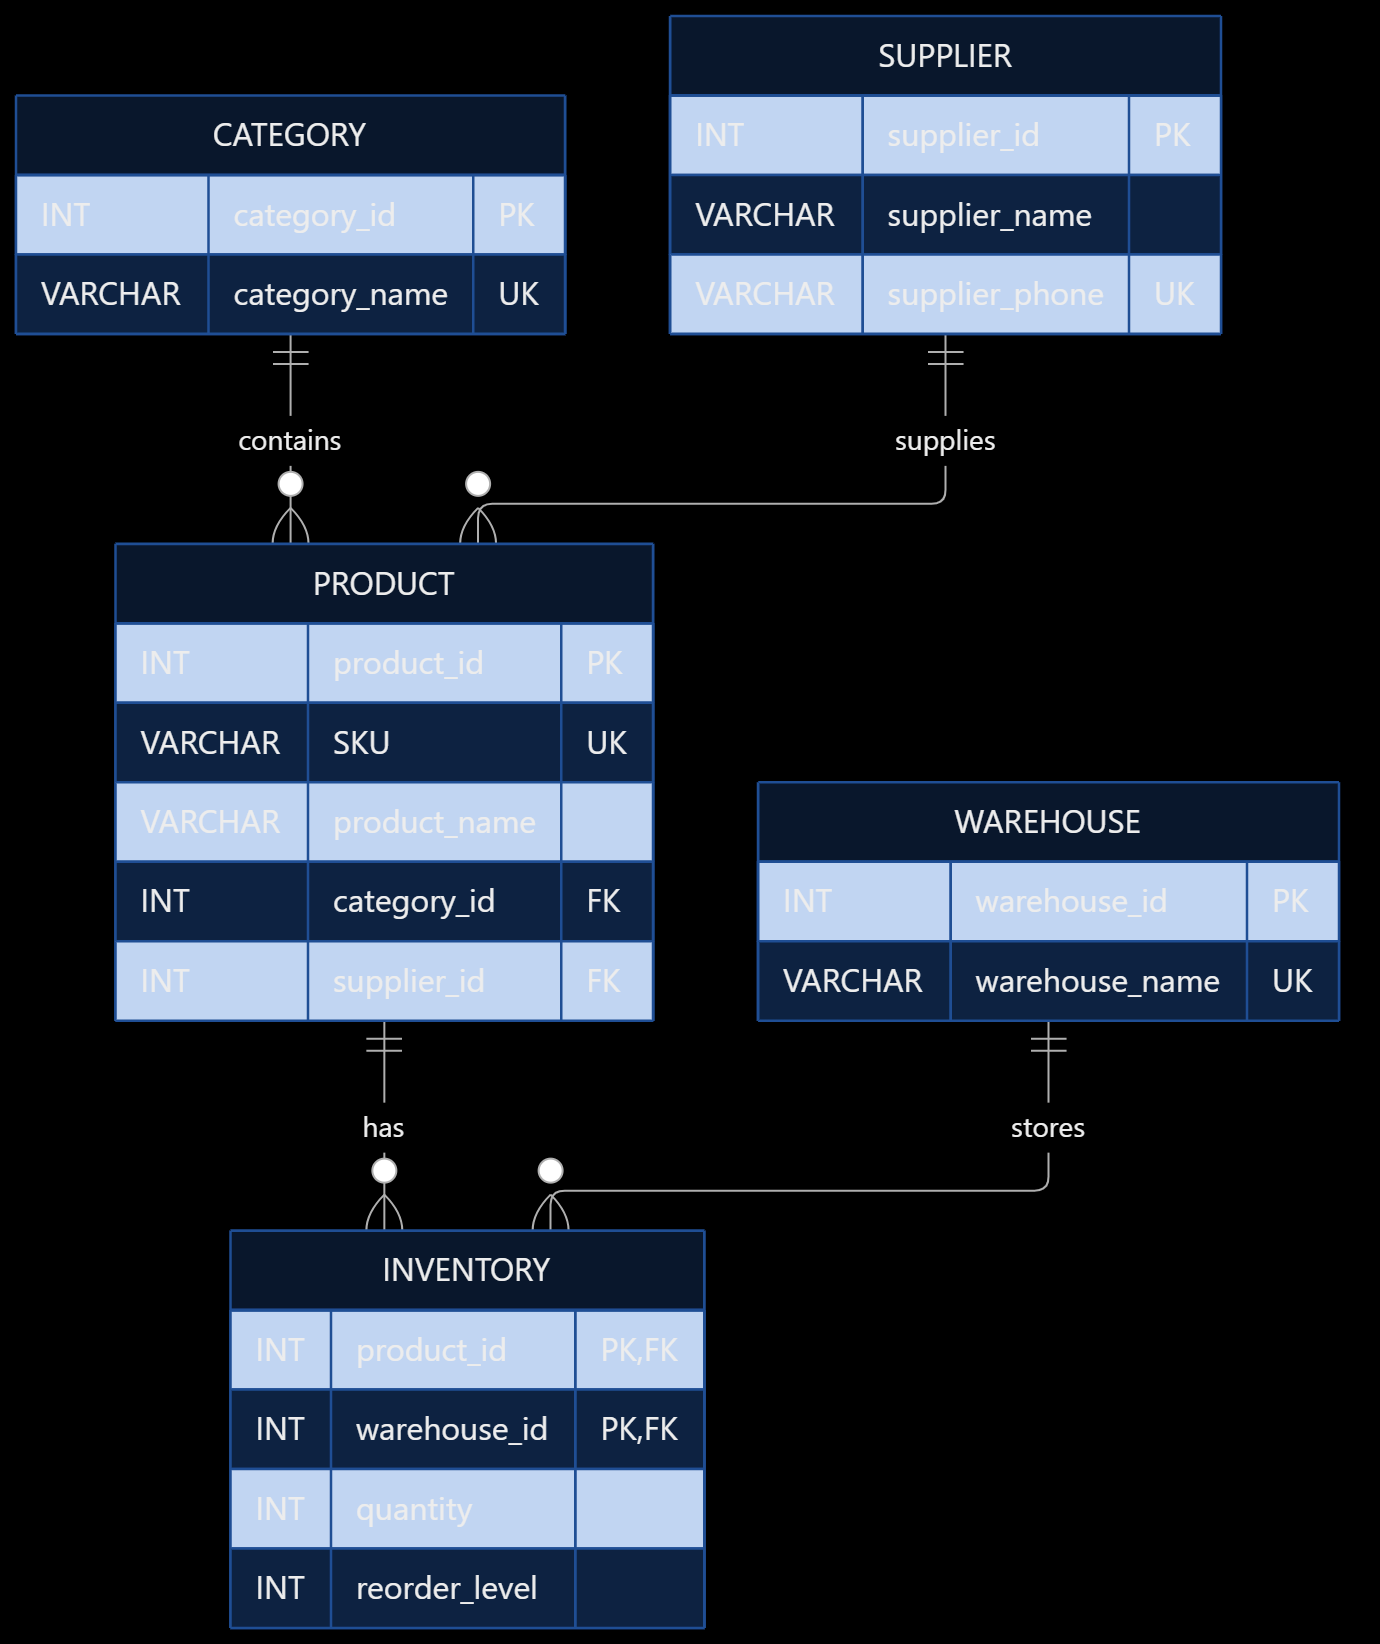 SUPPLIER
INT supplier_id PK
VARCHAR supplier_name
VARCHAR supplier_phone UK
CATEGORY
INT category_id PK
VARCHAR category_name UK
contains
supplies
PRODUCT
INT product_id PK
VARCHAR SKU UK
VARCHAR product_name
INT category_id FK
INT supplier_id FK
WAREHOUSE
INT warehouse_id PK
VARCHAR warehouse_name UK
has
stores
INVENTORY
INT product_id PK,FK
INT warehouse_id PK,FK
INT quantity
INT reorder_level